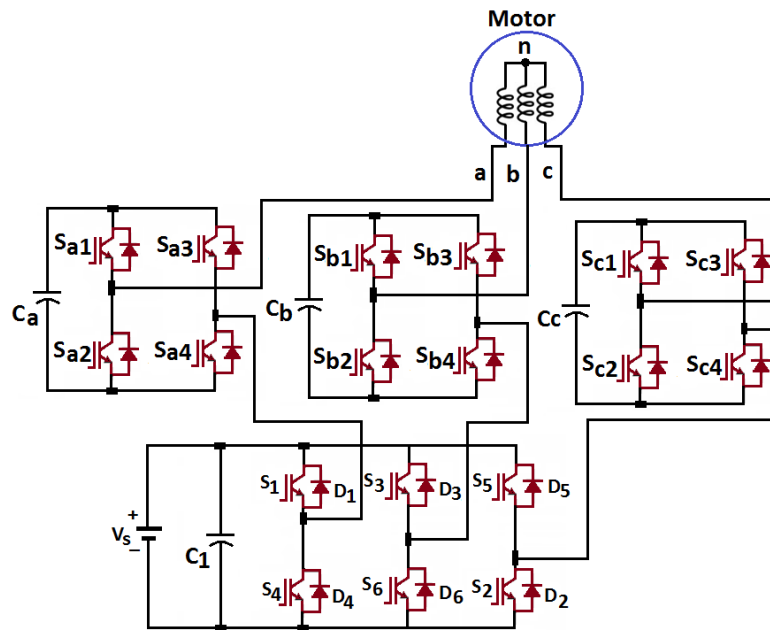 Motor
n
a b c
Sa1 Sa3
Ca
Sa2 Sa4
Sb1 Sb3
Cb
Sb2 Sb4
Sc1 Sc3
Cc
Sc2 Sc4
+
Vs
−
C1
S1 D1 S3 D3 S5 D5
S4 D4 S6 D6 S2 D2